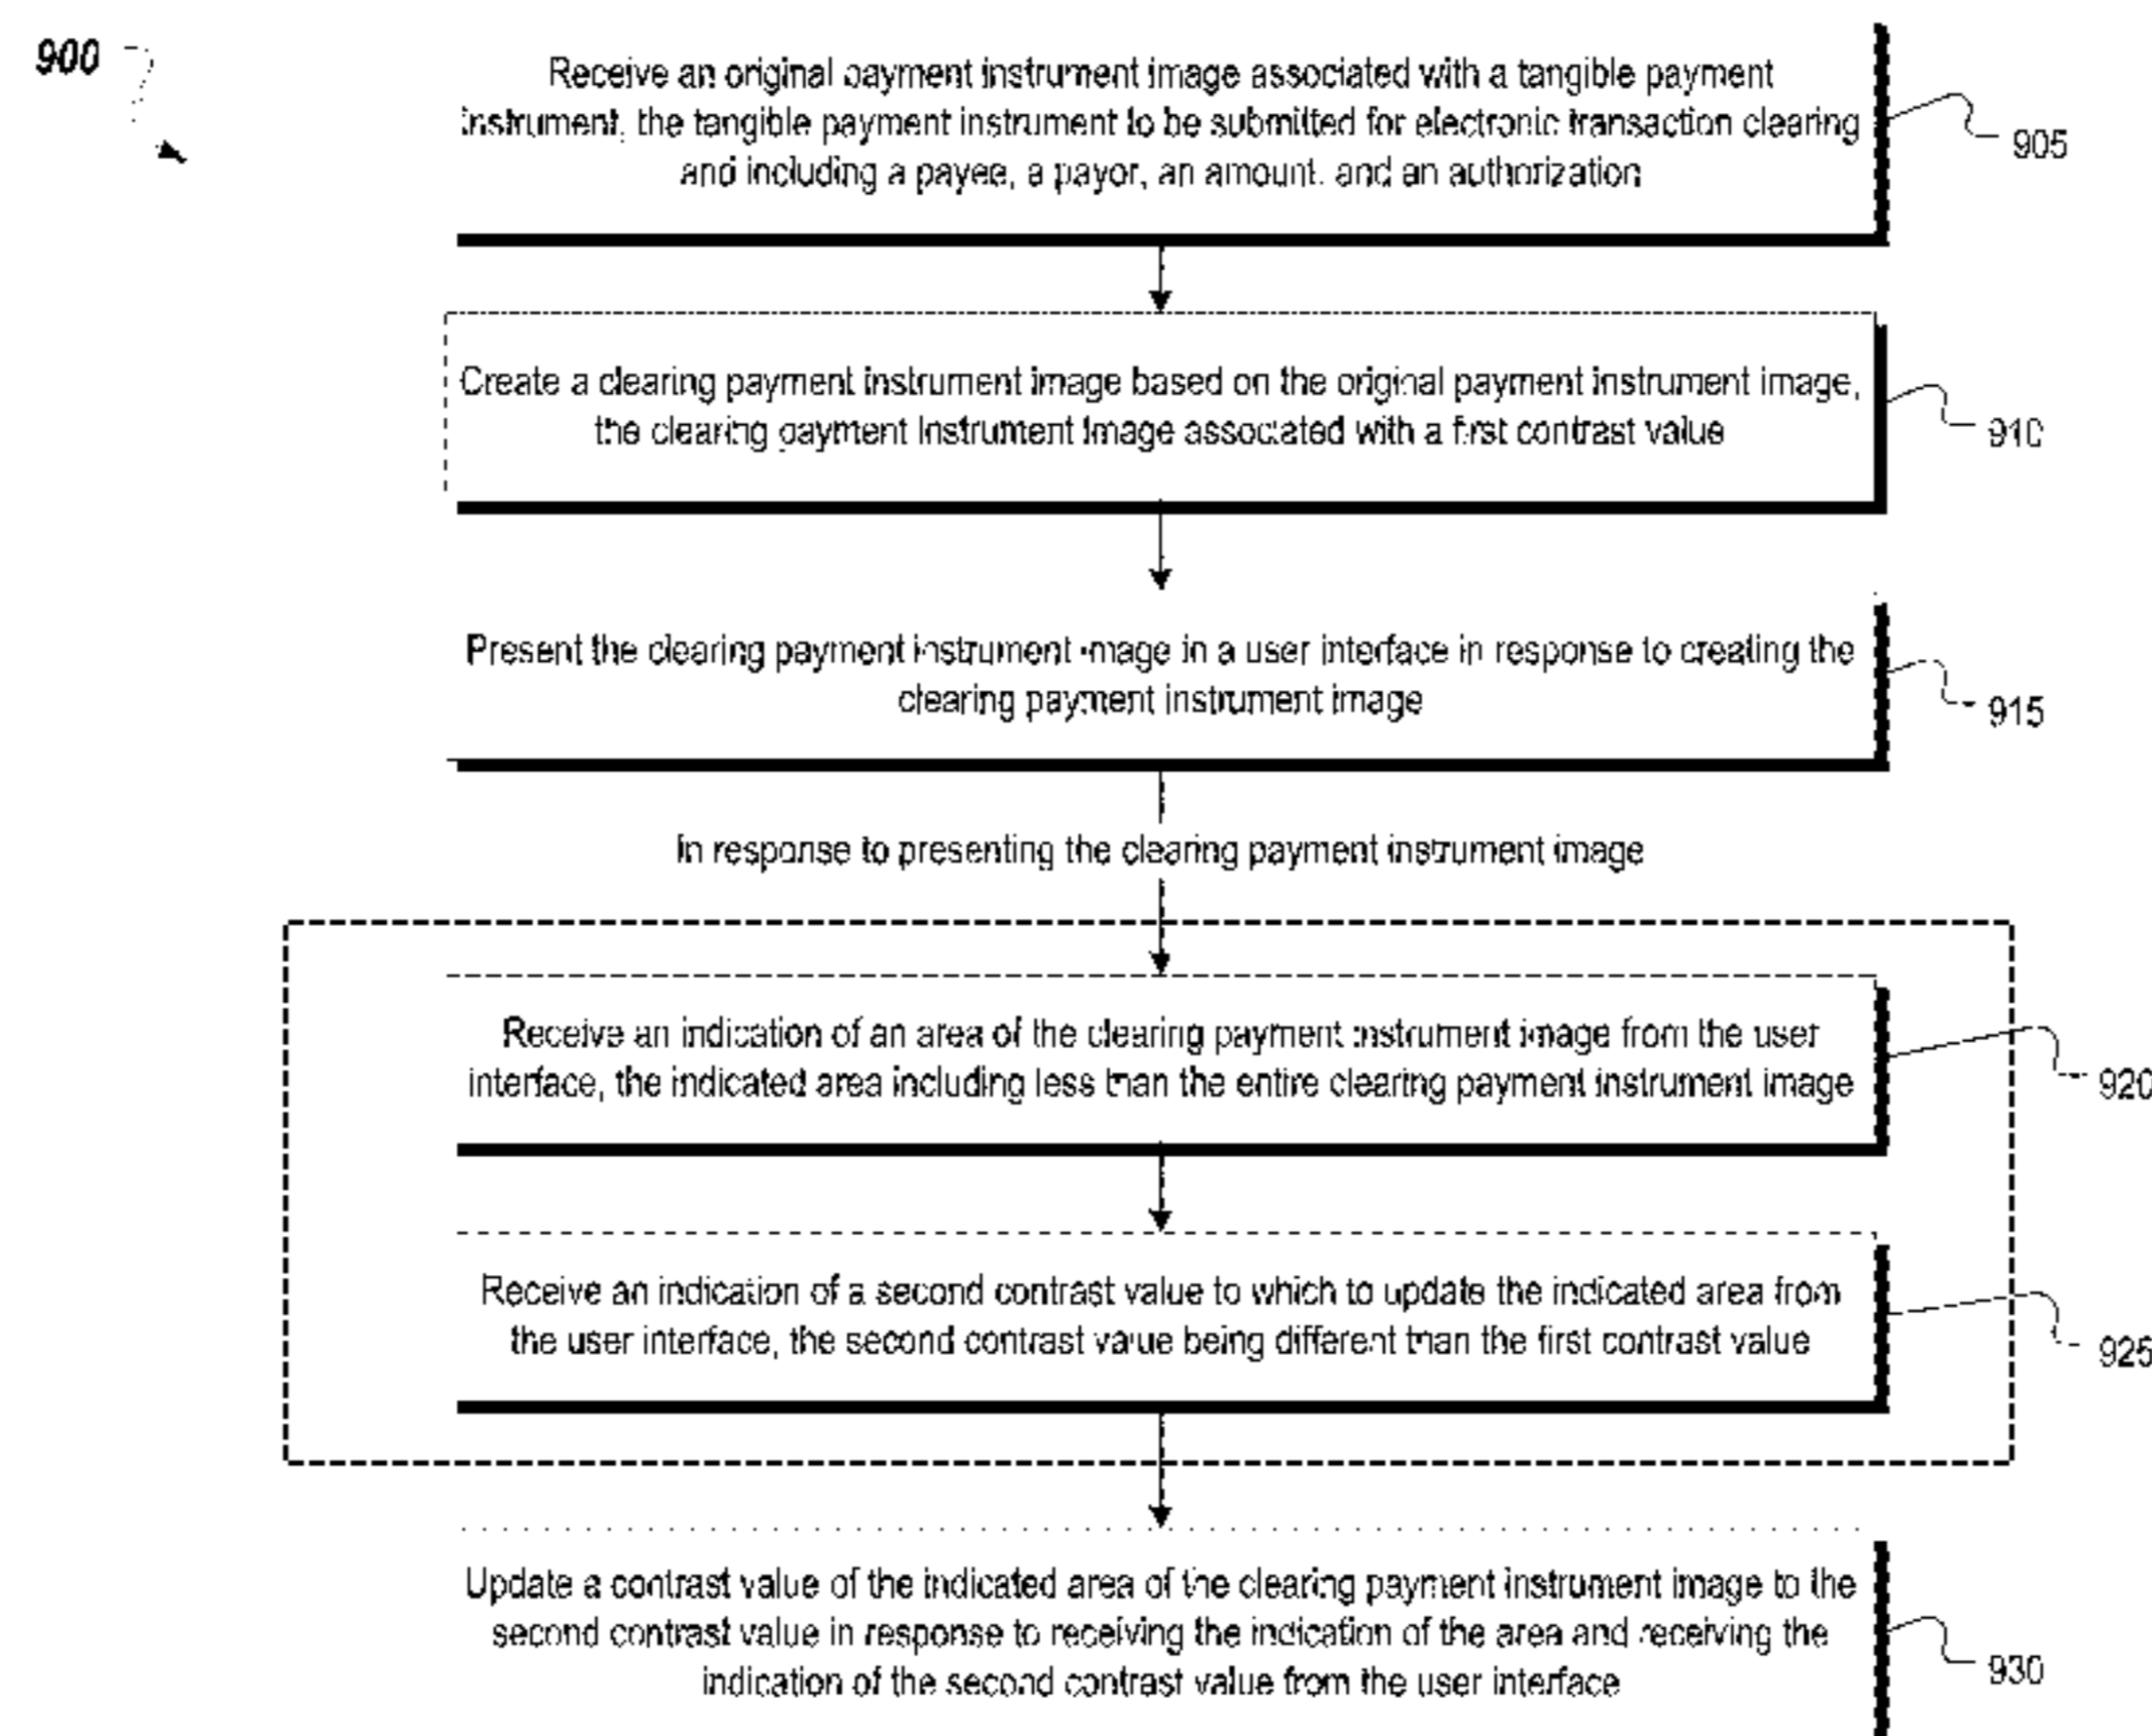 900
Receive an original payment instrument image associated with a tangible payment
instrument, the tangible payment instrument to be submitted for electronic transaction clearing
and including a payee, a payor, an amount, and an authorization
905
Create a clearing payment instrument image based on the original payment instrument image,
the clearing payment instrument image associated with a first contrast value
910
Present the clearing payment instrument image in a user interface in response to creating the
clearing payment instrument image
915
In response to presenting the clearing payment instrument image
Receive an indication of an area of the clearing payment instrument image from the user
interface, the indicated area including less than the entire clearing payment instrument image
920
Receive an indication of a second contrast value to which to update the indicated area from
the user interface, the second contrast value being different than the first contrast value
925
Update a contrast value of the indicated area of the clearing payment instrument image to the
second contrast value in response to receiving the indication of the area and receiving the
indication of the second contrast value from the user interface
930